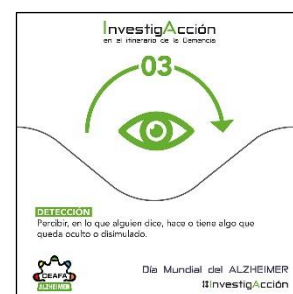 InvestigAcción
en el itinerario de la Demencia
03
DETECCIÓN
Percibir, en lo que alguien dice, hace o tiene algo que
queda oculto o disimulado.
CEAFA
ALZHEIMER
Día Mundial del ALZHEIMER
#InvestigAcción